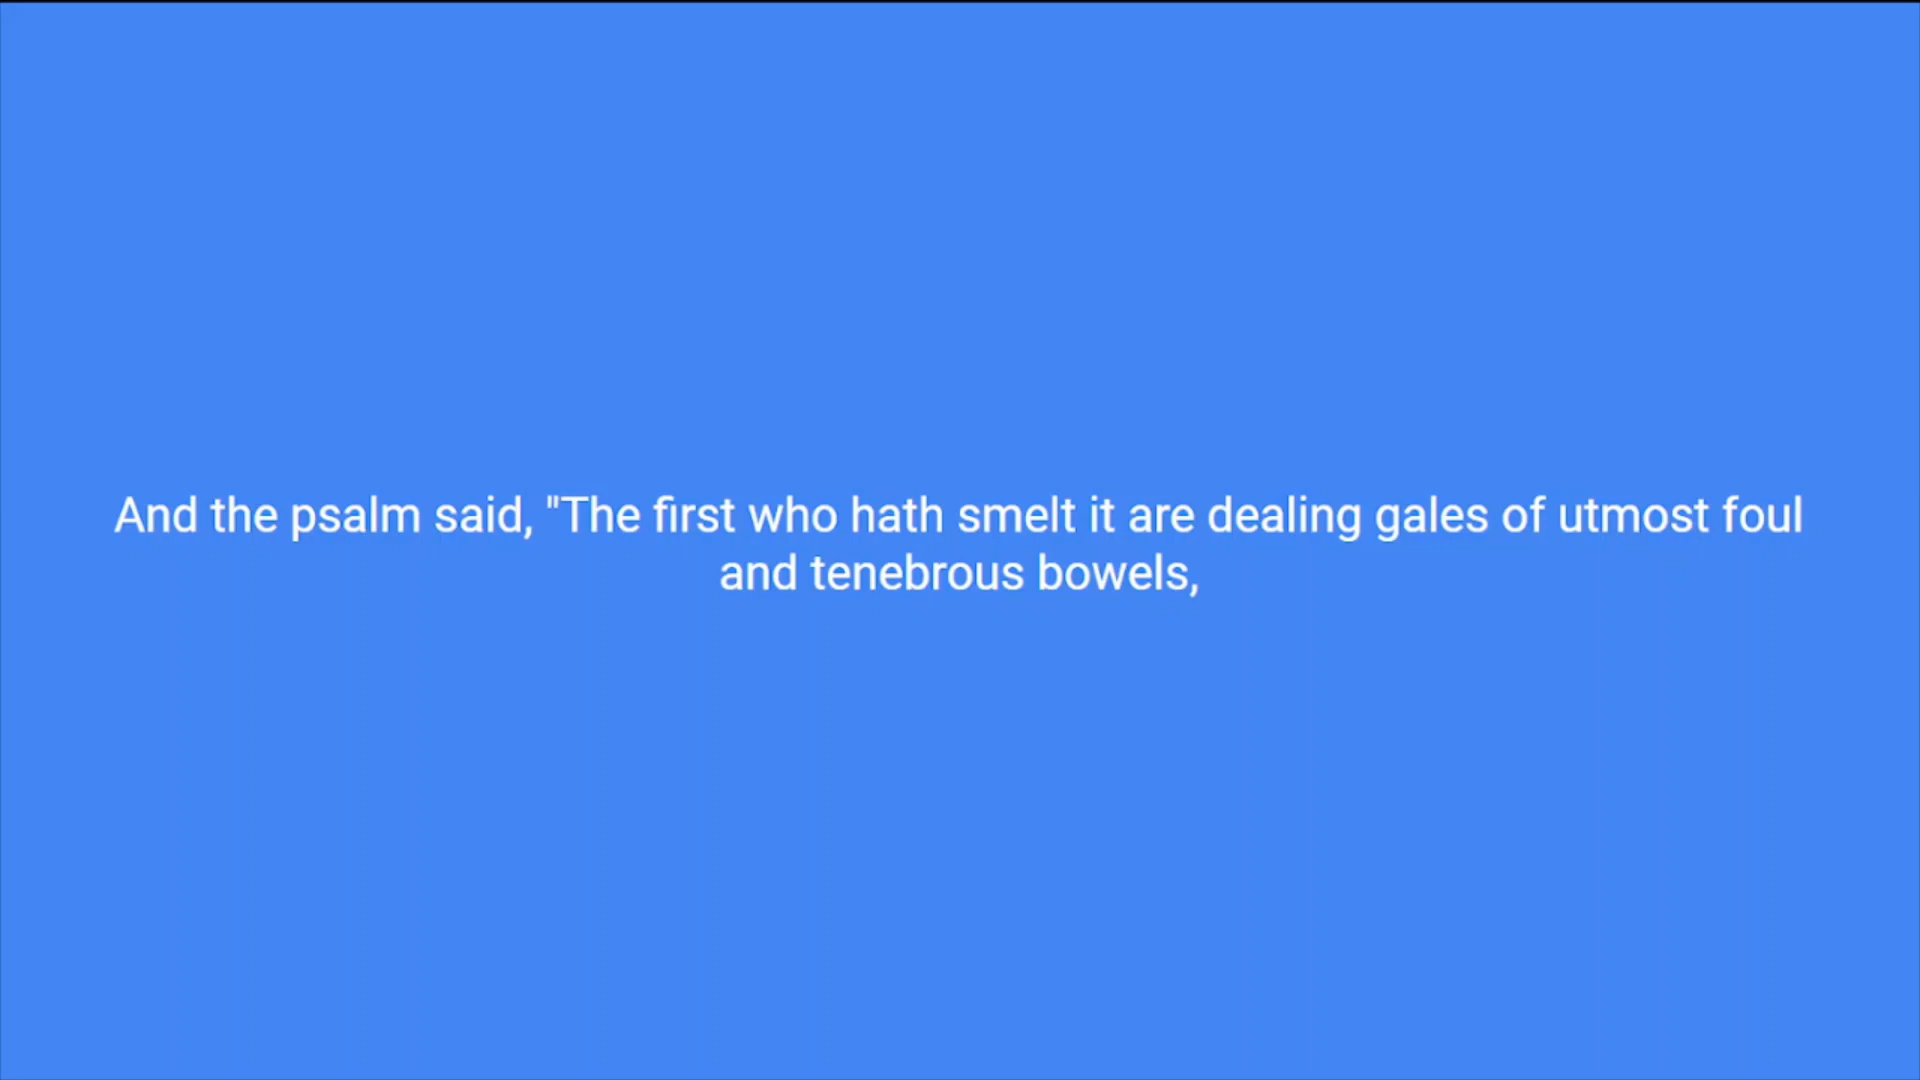 And the psalm said, "The first who hath smelt it are dealing gales of utmost foul
and tenebrous bowels,